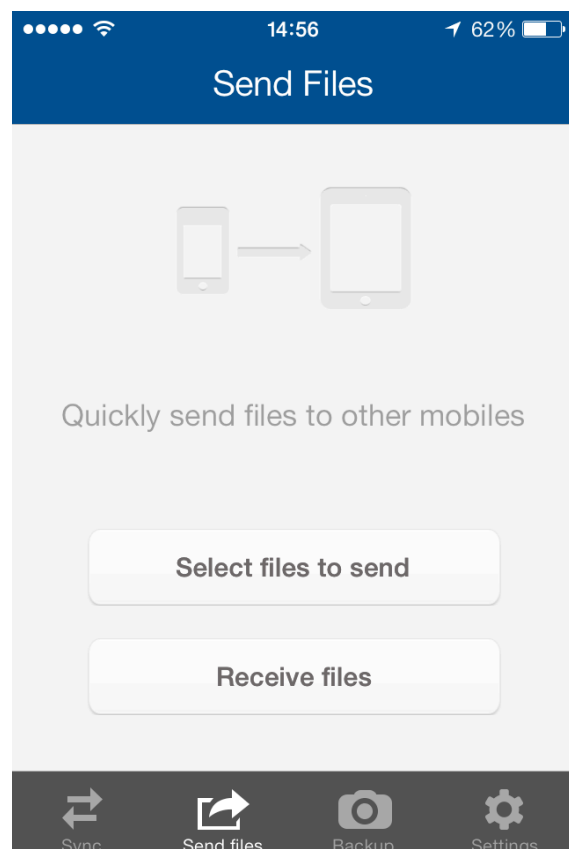 14:56 62%
Send Files
Quickly send files to other mobiles
Select files to send
Receive files
Sync Send files Backup Settings